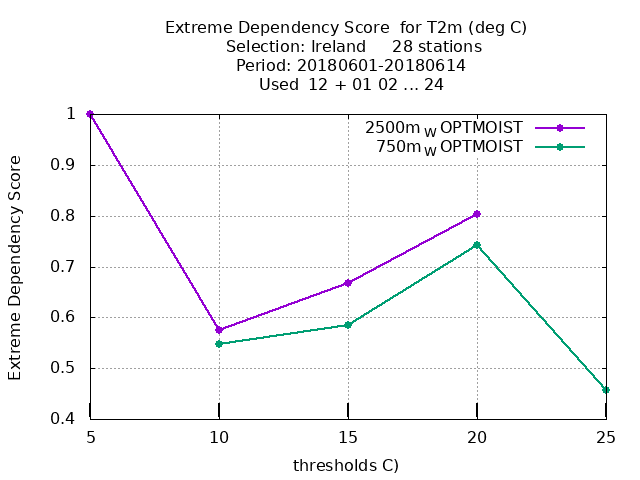 Extreme Dependency Score  for T2m (deg C)
Selection: Ireland     28 stations
Period: 20180601-20180614
Used  12 + 01 02 ... 24
2500m WOPTMOIST
750m WOPTMOIST
1
0.9
0.8
0.7
0.6
0.5
0.4
Extreme Dependency Score
5 10 15 20 25
thresholds C)